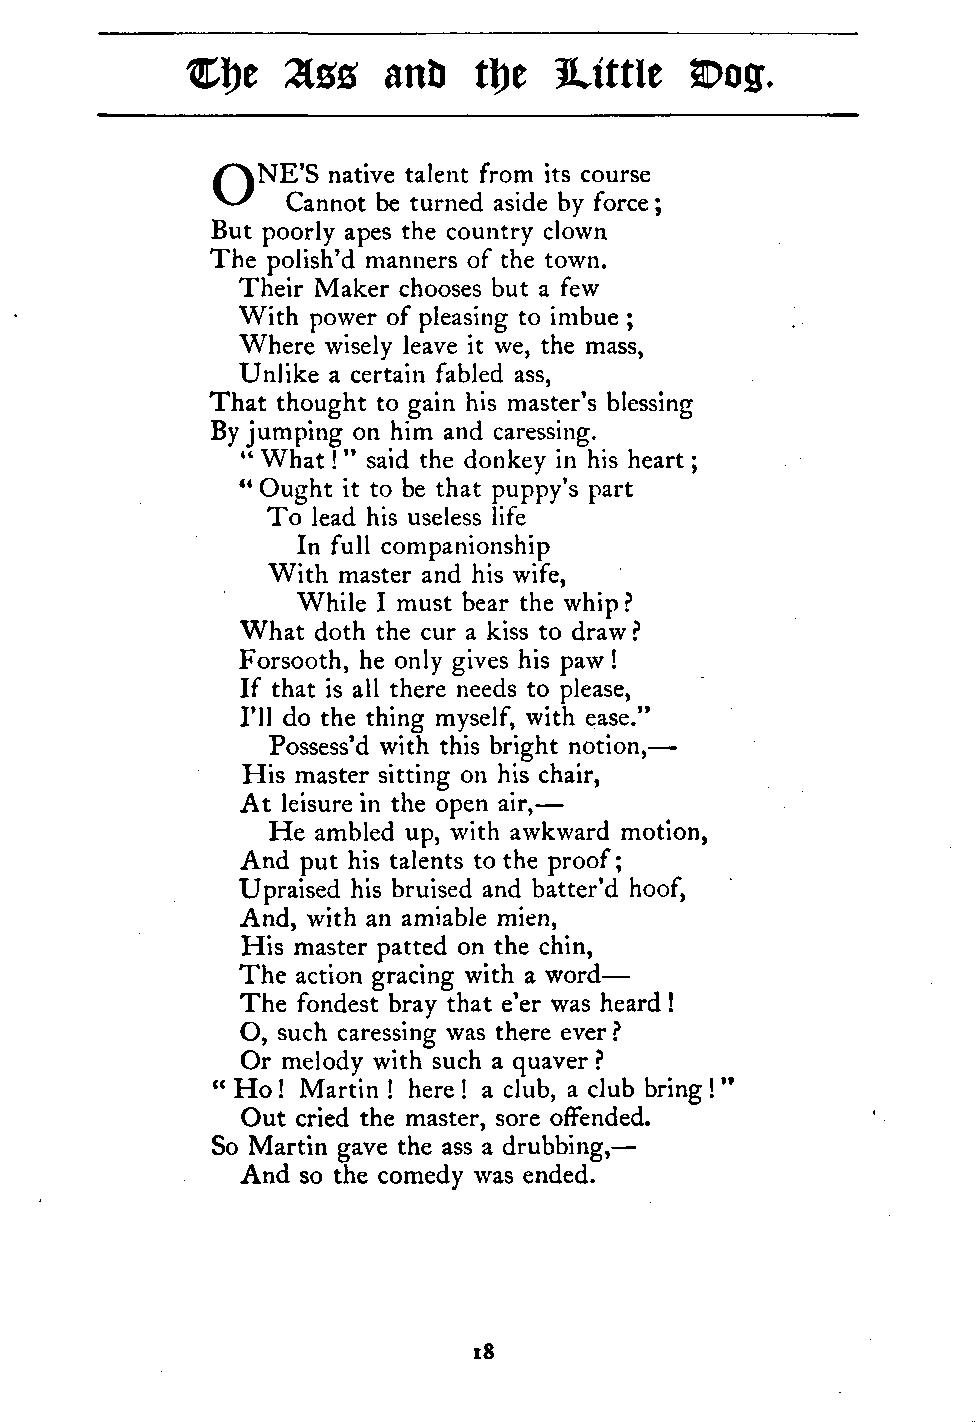 The Ass and the Little Dog.
ONE'S native talent from its course
Cannot be turned aside by force;
But poorly apes the country clown
The polish'd manners of the town.
Their Maker chooses but a few
With power of pleasing to imbue;
Where wisely leave it we, the mass,
Unlike a certain fabled ass,
That thought to gain his master's blessing
By jumping on him and caressing.
"What!" said the donkey in his heart;
"Ought it to be that puppy's part
To lead his useless life
In full companionship
With master and his wife,
While I must bear the whip?
What doth the cur a kiss to draw?
Forsooth, he only gives his paw!
If that is all there needs to please,
I'll do the thing myself, with ease."
Possess'd with this bright notion,—
His master sitting on his chair,
At leisure in the open air,—
He ambled up, with awkward motion,
And put his talents to the proof;
Upraised his bruised and batter'd hoof,
And, with an amiable mien,
His master patted on the chin,
The action gracing with a word—
The fondest bray that e'er was heard!
O, such caressing was there ever?
Or melody with such a quaver?
"Ho! Martin! here! a club, a club bring!"
Out cried the master, sore offended.
So Martin gave the ass a drubbing,—
And so the comedy was ended.
18